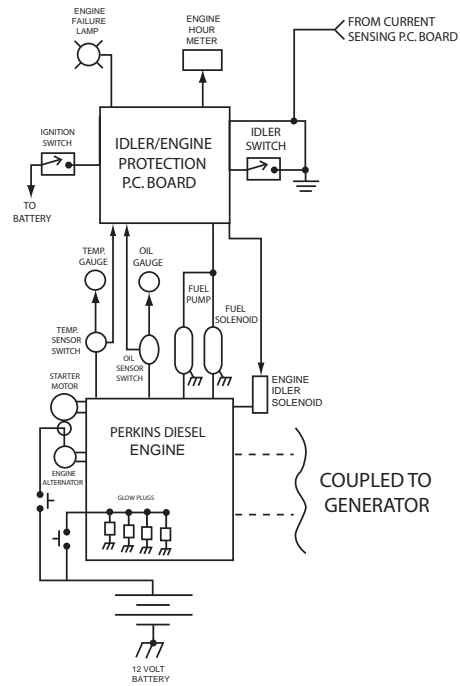 ENGINE
FAILURE
LAMP
ENGINE
HOUR
METER
FROM CURRENT
SENSING P.C. BOARD
IGNITION
SWITCH
IDLER/ENGINE
PROTECTION
P.C. BOARD
IDLER
SWITCH
TO
BATTERY
TEMP.
GAUGE
OIL
GAUGE
FUEL
PUMP
FUEL
SOLENOID
TEMP.
SENSOR
SWITCH
OIL
SENSOR
SWITCH
STARTER
MOTOR
ENGINE
IDLER
SOLENOID
PERKINS DIESEL
ENGINE
ENGINE
ALTERNATOR
GLOW PLUGS
COUPLED TO
GENERATOR
12 VOLT
BATTERY